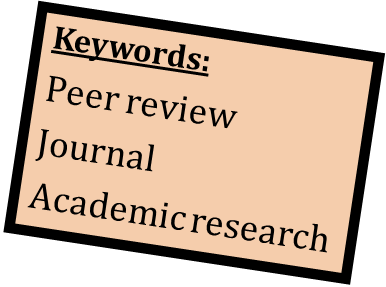 Keywords:
Peer review
Journal
Academic research